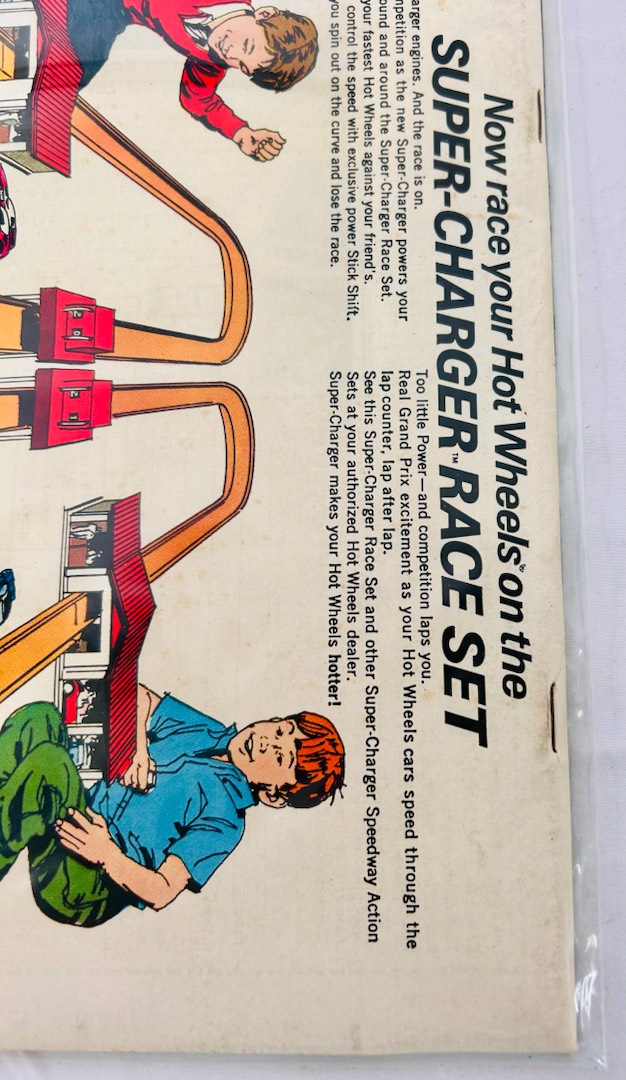 Now race your Hot Wheels® on the
SUPER-CHARGER™ RACE SET
arger engines. And the race is on.
mpetition as the new Super-Charger powers your
ound and around the Super-Charger Race Set.
your fastest Hot Wheels against your friend's.
control the speed with exclusive power Stick Shift.
ou spin out on the curve and lose the race.
Too little Power—and competition laps you.
Real Grand Prix excitement as your Hot Wheels cars speed through the
lap counter, lap after lap.
See this Super-Charger Race Set and other Super-Charger Speedway Action
Sets at your authorized Hot Wheels dealer.
Super-Charger makes your Hot Wheels hotter!